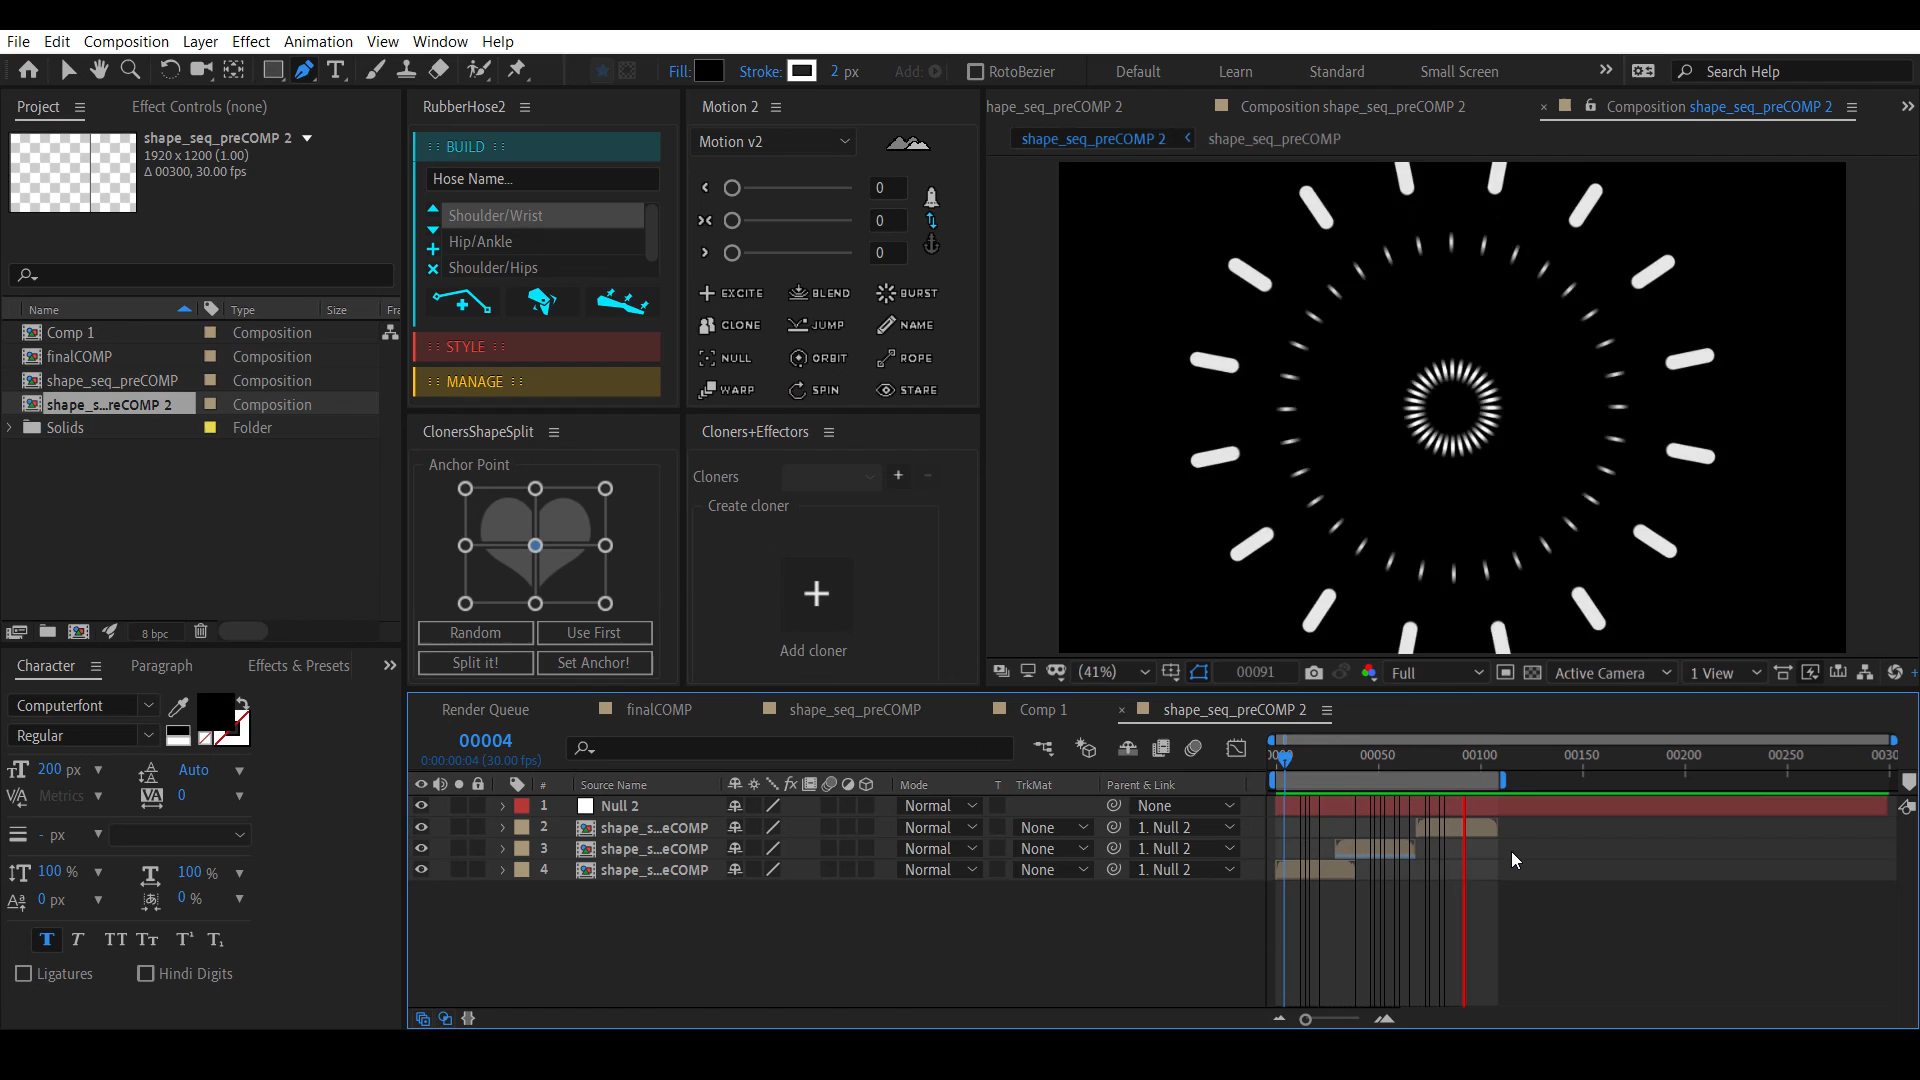 File Edit Composition Layer Effect Animation View Window Help
Fill: Stroke: 2 px Add: RotoBezier Default Learn Standard Small Screen Search Help
Project Effect Controls (none)
shape_seq_preCOMP 2
1920 x 1200 (1.00)
Δ 00300, 30.00 fps
Name Type Size Fra
Comp 1 Composition
finalCOMP Composition
shape_seq_preCOMP Composition
shape_s...reCOMP 2 Composition
Solids Folder
8 bpc
RubberHose2
:: BUILD ::
Hose Name...
Shoulder/Wrist
Hip/Ankle
Shoulder/Hips
:: STYLE ::
:: MANAGE ::
Motion 2
Motion v2
0
0
0
EXCITE BLEND BURST
CLONE JUMP NAME
NULL ORBIT ROPE
WARP SPIN STARE
ClonersShapeSplit
Anchor Point
Random Use First
Split it! Set Anchor!
Cloners+Effectors
Cloners
Create cloner
Add cloner
hape_seq_preCOMP 2 Composition shape_seq_preCOMP 2 Composition shape_seq_preCOMP 2
shape_seq_preCOMP 2 shape_seq_preCOMP
(41%) 00091 Full Active Camera 1 View
Character Paragraph Effects & Presets
Computerfont
Regular
200 px Auto
Metrics 0
- px
100 % 100 %
0 px 0 %
T T TT Tт T¹ T₁
Ligatures Hindi Digits
Render Queue finalCOMP shape_seq_preCOMP Comp 1 shape_seq_preCOMP 2
00004
0:00:00:04 (30.00 fps)
0000 00050 00100 00150 00200 00250 0030
# Source Name fx Mode T TrkMat Parent & Link
1 Null 2 Normal None
2 shape_s...eCOMP Normal None 1. Null 2
3 shape_s...eCOMP Normal None 1. Null 2
4 shape_s...eCOMP Normal None 1. Null 2